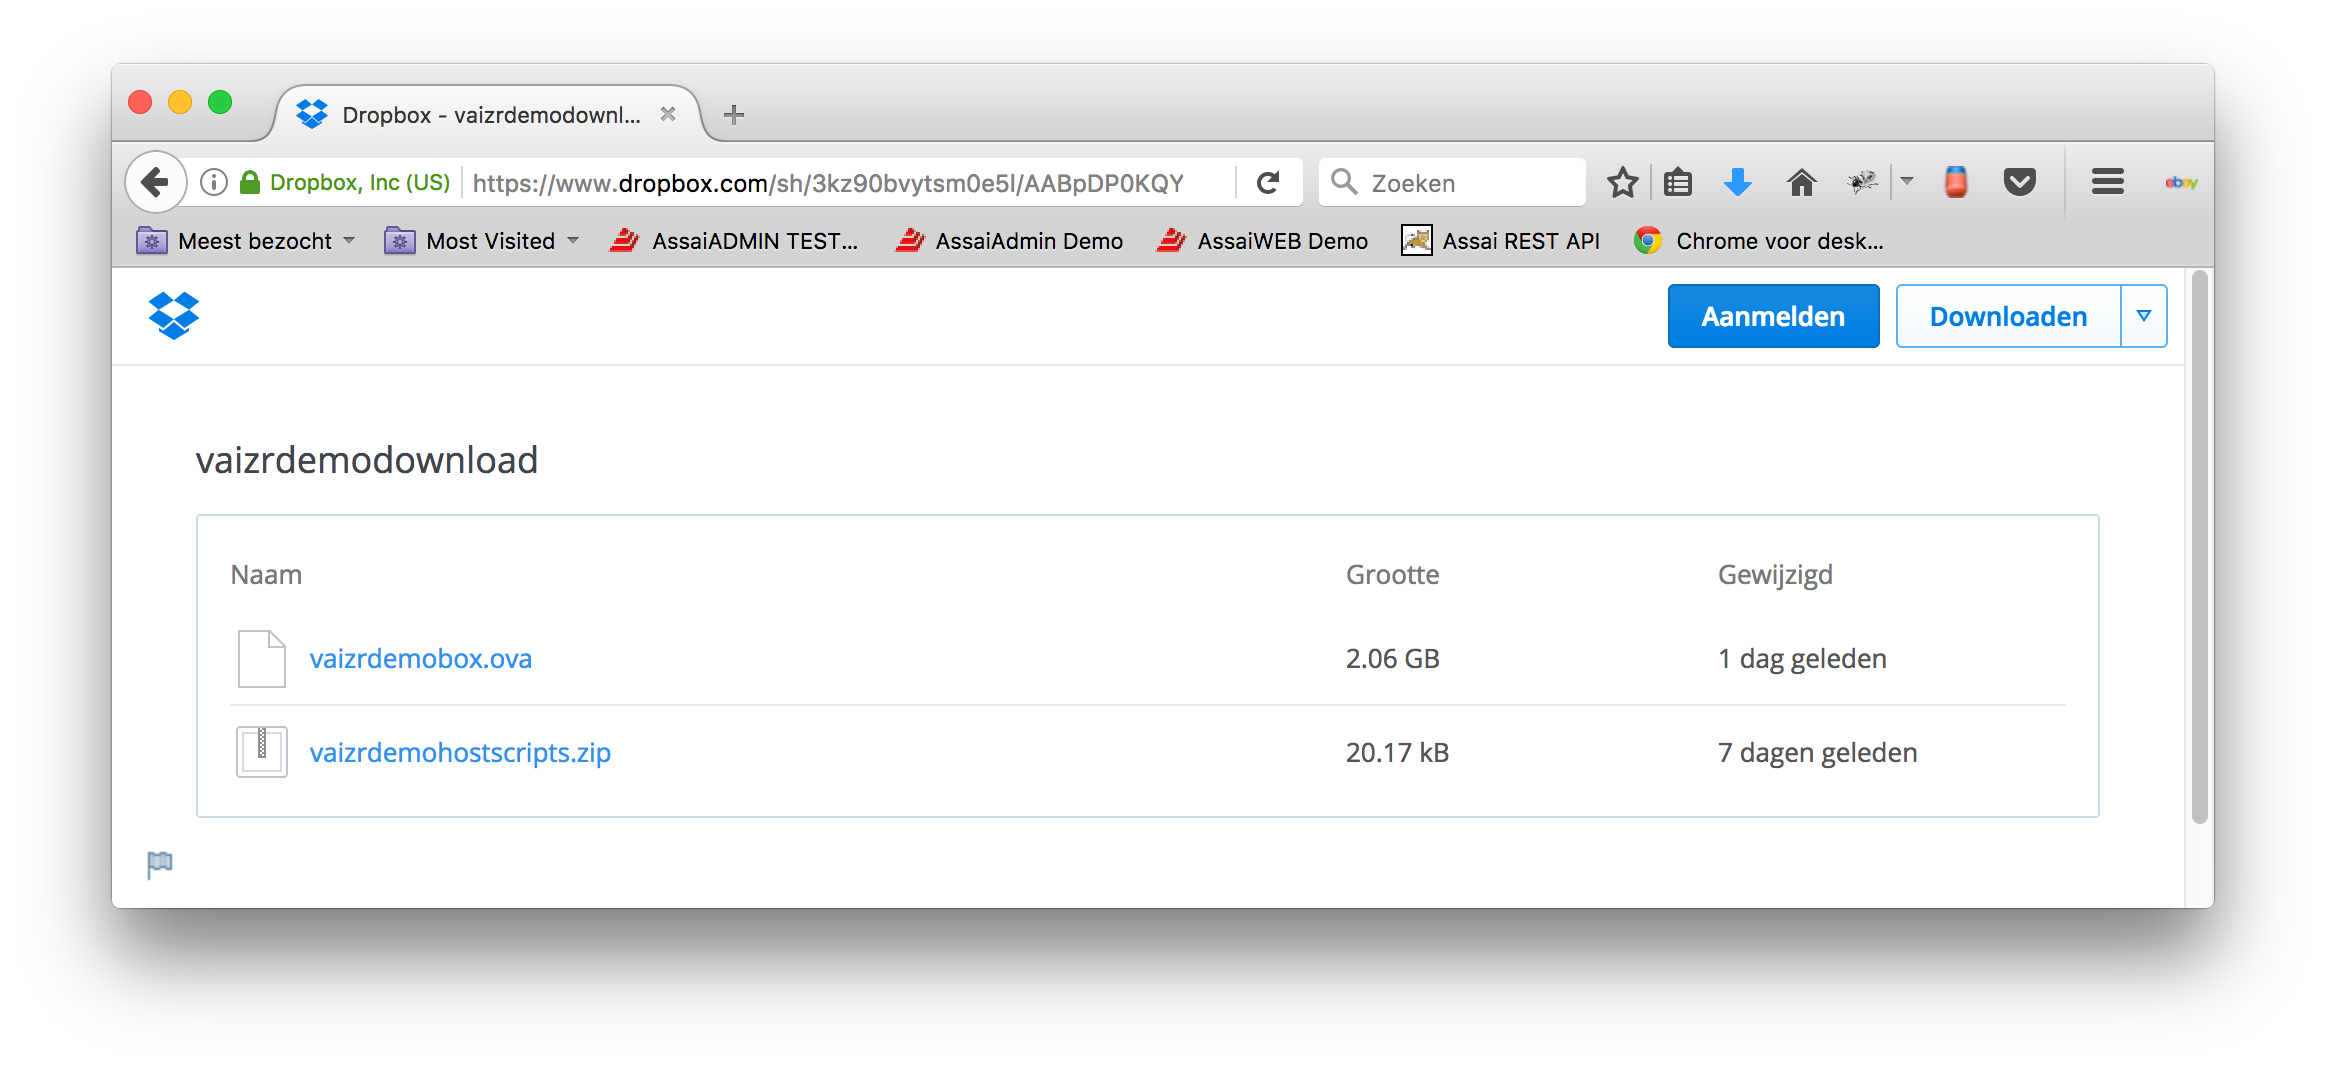 Dropbox - vaizrdemodownl...
Dropbox, Inc (US) https://www.dropbox.com/sh/3kz90bvytsm0e5l/AABpDP0KQY Zoeken ebay
Meest bezocht Most Visited AssaiADMIN TEST... AssaiAdmin Demo AssaiWEB Demo Assai REST API Chrome voor desk...
Aanmelden Downloaden
vaizrdemodownload
Naam Grootte Gewijzigd
vaizrdemobox.ova 2.06 GB 1 dag geleden
vaizrdemohostscripts.zip 20.17 kB 7 dagen geleden